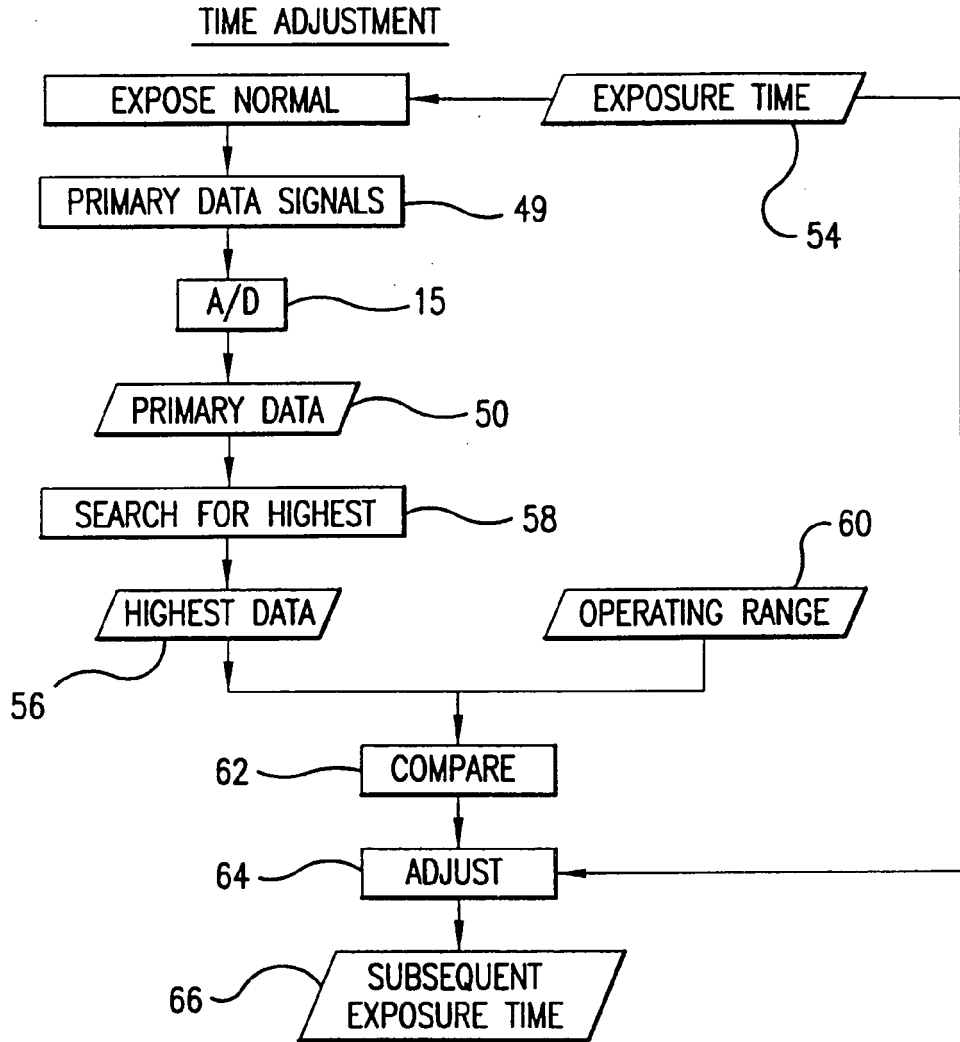 TIME ADJUSTMENT
EXPOSE NORMAL
EXPOSURE TIME
54
PRIMARY DATA SIGNALS
49
A/D
15
PRIMARY DATA
50
SEARCH FOR HIGHEST
58
60
HIGHEST DATA
OPERATING RANGE
56
62
COMPARE
64
ADJUST
66
SUBSEQUENT
EXPOSURE TIME